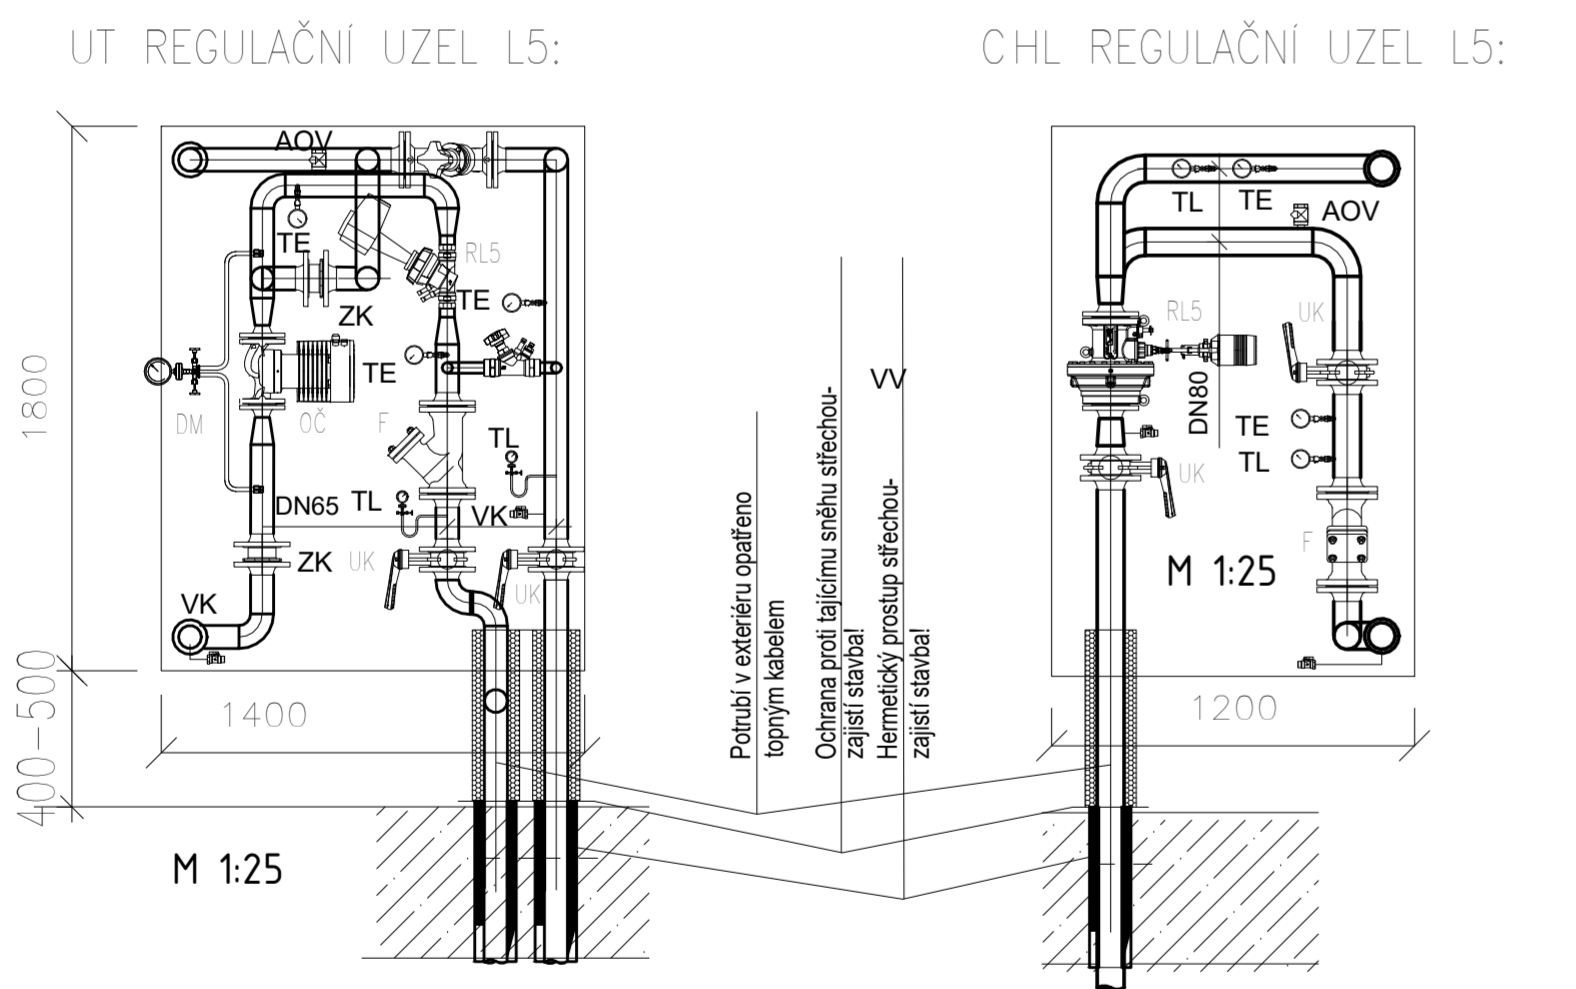 UT REGULAČNÍ UZEL L5:
CHL REGULAČNÍ UZEL L5:
AOV
TE
RL5
TE
ZK
TE
DM
OČ
F
TL
DN65
TL
VK
ZK
UK
UK
VK
1800
400-500
1400
M 1:25
Potrubí v exteriéru opatřeno
topným kabelem
Ochrana proti tajícímu sněhu střechou-
zajistí stavba!
VV
Hermetický prostup střechou-
zajistí stavba!
TL
TE
AOV
RL5
UK
DN80
TE
TL
UK
F
M 1:25
1200